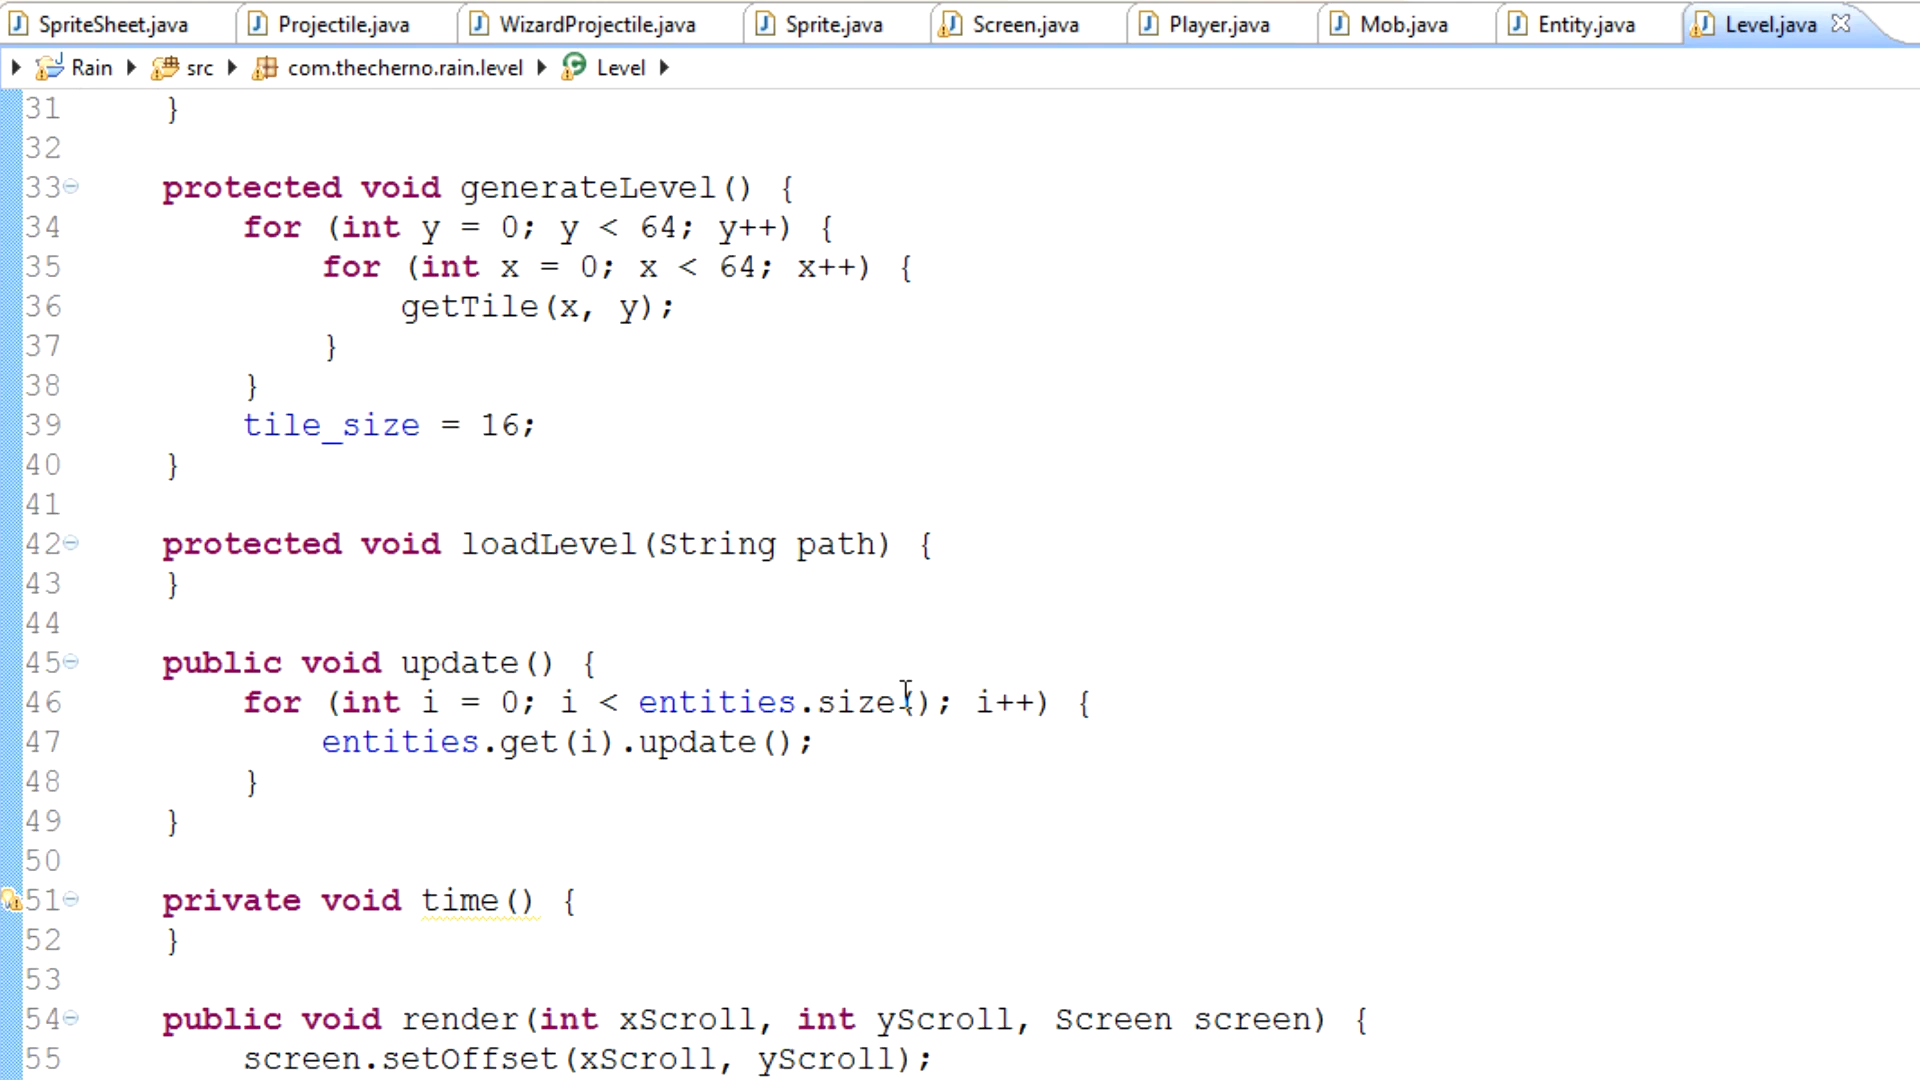 SpriteSheet.java Projectile.java WizardProjectile.java Sprite.java Screen.java Player.java Mob.java Entity.java Level.java
Rain src com.thecherno.rain.level Level
31 }
32
33 protected void generateLevel() {
34 for (int y = 0; y < 64; y++) {
35 for (int x = 0; x < 64; x++) {
36 getTile(x, y);
37 }
38 }
39 tile_size = 16;
40 }
41
42 protected void loadLevel(String path) {
43 }
44
45 public void update() {
46 for (int i = 0; i < entities.size(); i++) {
47 entities.get(i).update();
48 }
49 }
50
51 private void time() {
52 }
53
54 public void render(int xScroll, int yScroll, Screen screen) {
55 screen.setOffset(xScroll, yScroll);